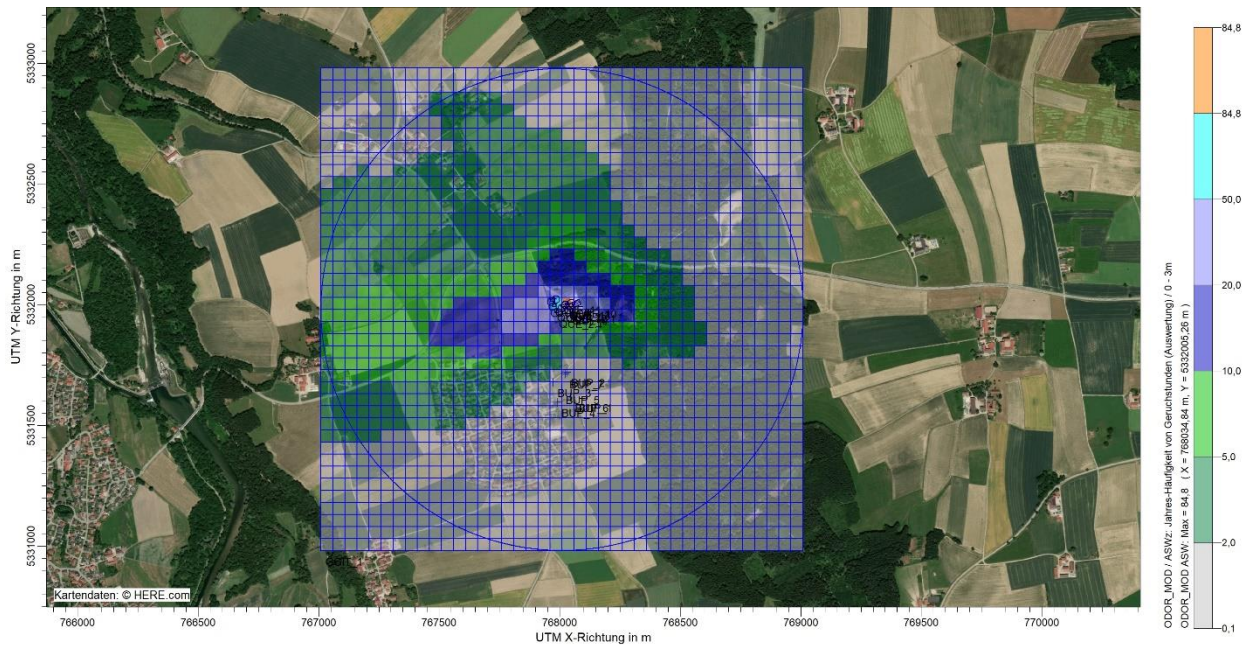 5333000
5332500
5332000
5331500
5331000
UTM Y-Richtung in m
BUP_2
BUP_5
BUP_4
Kartendaten: © HERE.com
766000 766500 767000 767500 768000 768500 769000 769500 770000
UTM X-Richtung in m
84,8
84,8
50,0
20,0
10,0
5,0
2,0
0,1
ODOR_MOD / ASWz: Jahres-Häufigkeit von Geruchstunden (Auswertung) / 0 - 3m
ODOR_MOD ASW: Max = 84,8 ( X = 768034,84 m, Y = 5332005,26 m )